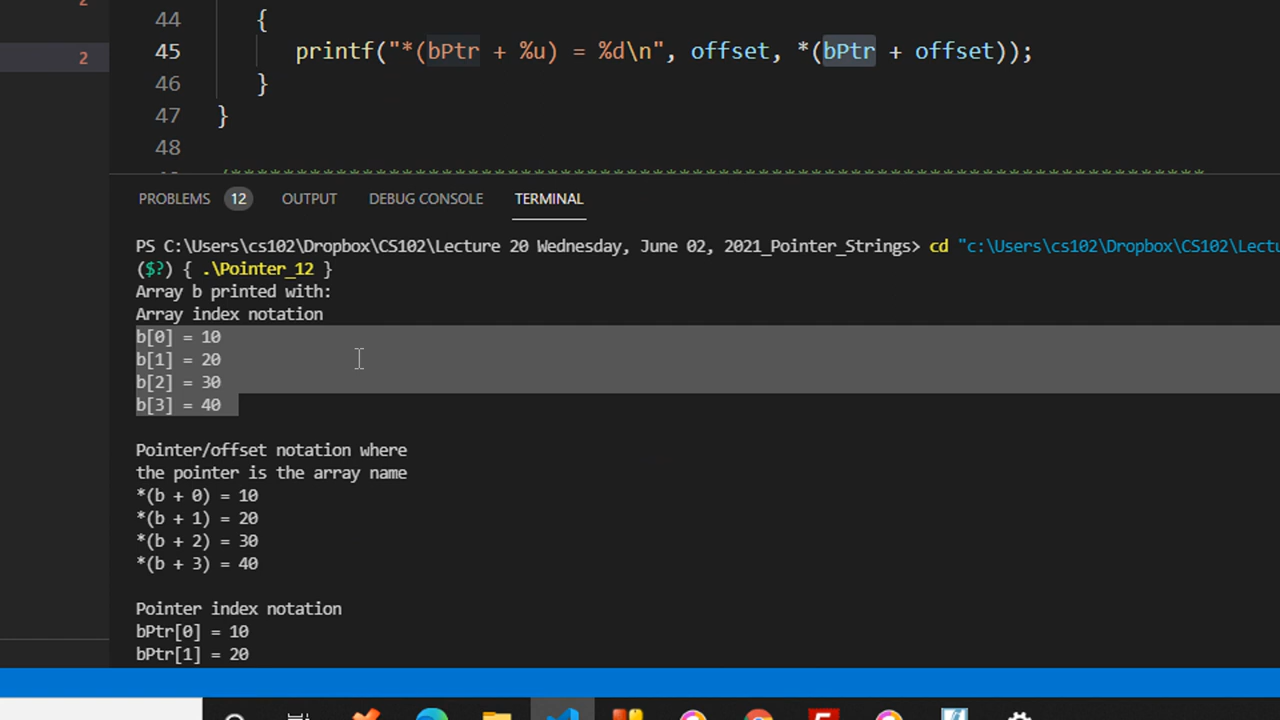 2
44 {
2
45 printf("*(bPtr + %u) = %d\n", offset, *(bPtr + offset));
46 }
47 }
48
/***********************************************************************
PROBLEMS 12 OUTPUT DEBUG CONSOLE TERMINAL
PS C:\Users\cs102\Dropbox\CS102\Lecture 20 Wednesday, June 02, 2021_Pointer_Strings> cd "c:\Users\cs102\Dropbox\CS102\Lectu
($?) { .\Pointer_12 }
Array b printed with:
Array index notation
b[0] = 10
b[1] = 20
b[2] = 30
b[3] = 40
Pointer/offset notation where
the pointer is the array name
*(b + 0) = 10
*(b + 1) = 20
*(b + 2) = 30
*(b + 3) = 40
Pointer index notation
bPtr[0] = 10
bPtr[1] = 20